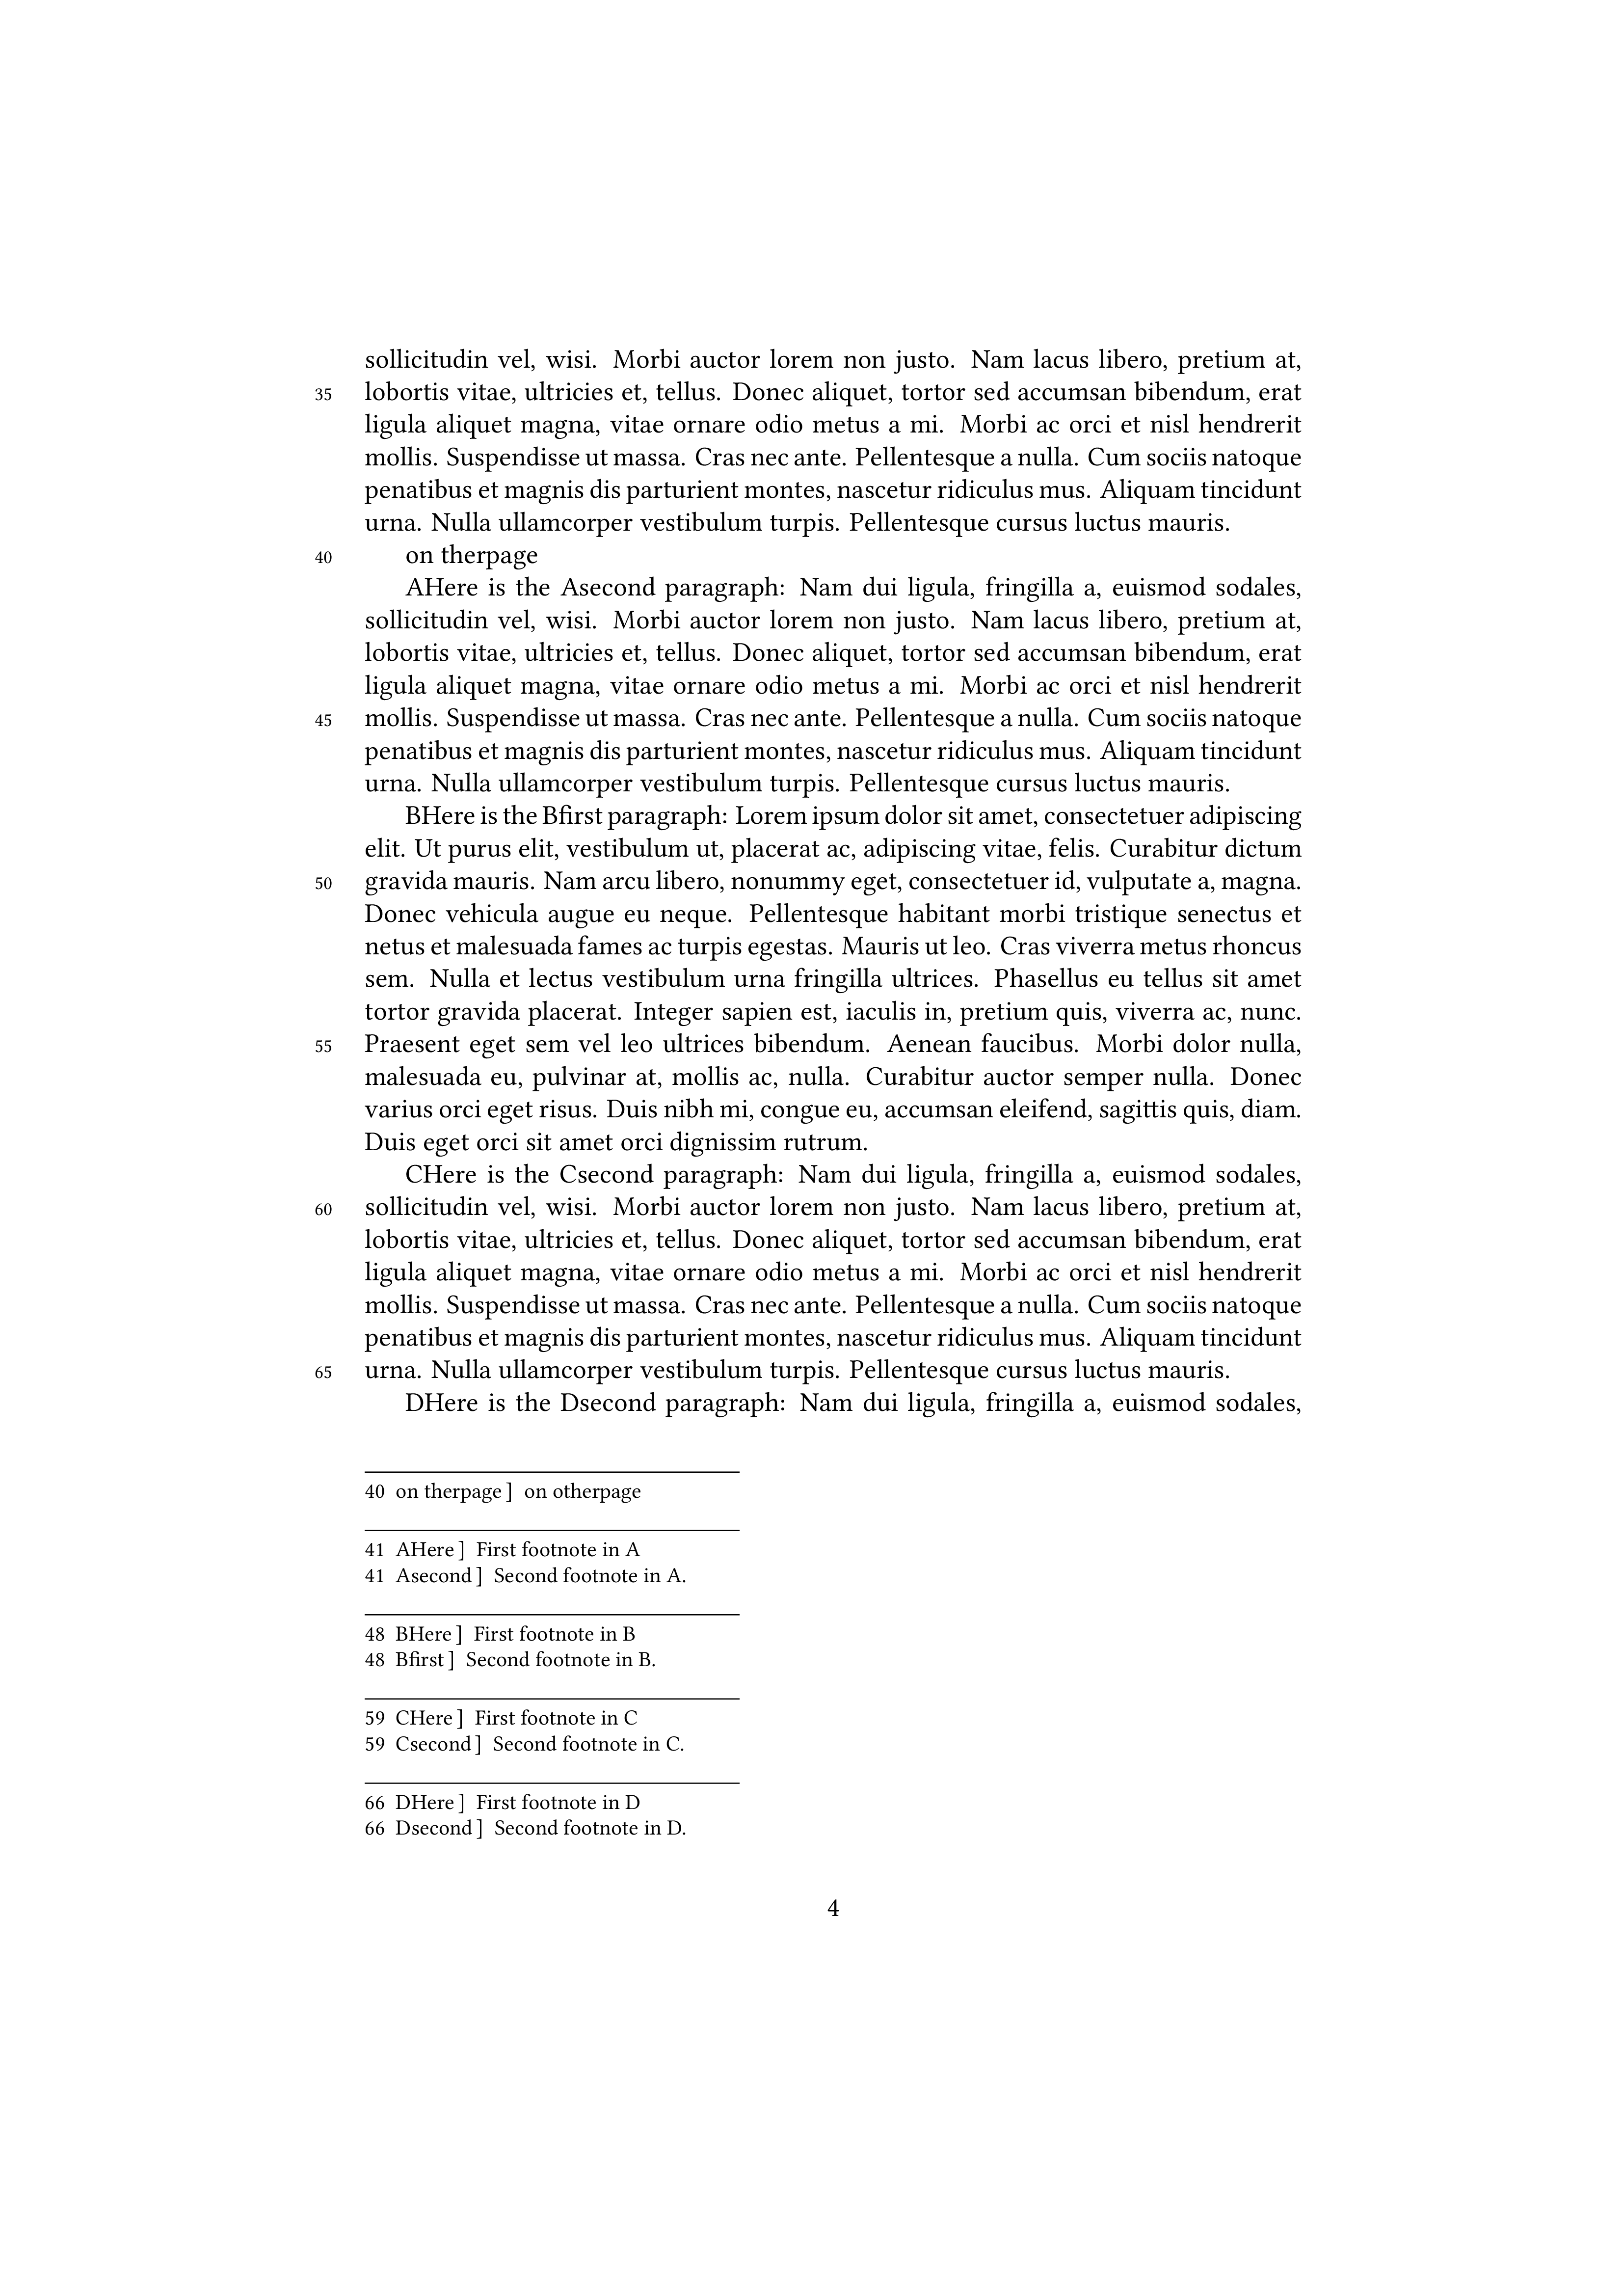 sollicitudin vel, wisi. Morbi auctor lorem non justo. Nam lacus libero, pretium at,
35 lobortis vitae, ultricies et, tellus. Donec aliquet, tortor sed accumsan bibendum, erat
ligula aliquet magna, vitae ornare odio metus a mi. Morbi ac orci et nisl hendrerit
mollis. Suspendisse ut massa. Cras nec ante. Pellentesque a nulla. Cum sociis natoque
penatibus et magnis dis parturient montes, nascetur ridiculus mus. Aliquam tincidunt
urna. Nulla ullamcorper vestibulum turpis. Pellentesque cursus luctus mauris.
40 on therpage
AHere is the Asecond paragraph: Nam dui ligula, fringilla a, euismod sodales,
sollicitudin vel, wisi. Morbi auctor lorem non justo. Nam lacus libero, pretium at,
lobortis vitae, ultricies et, tellus. Donec aliquet, tortor sed accumsan bibendum, erat
ligula aliquet magna, vitae ornare odio metus a mi. Morbi ac orci et nisl hendrerit
45 mollis. Suspendisse ut massa. Cras nec ante. Pellentesque a nulla. Cum sociis natoque
penatibus et magnis dis parturient montes, nascetur ridiculus mus. Aliquam tincidunt
urna. Nulla ullamcorper vestibulum turpis. Pellentesque cursus luctus mauris.
BHere is the Bfirst paragraph: Lorem ipsum dolor sit amet, consectetuer adipiscing
elit. Ut purus elit, vestibulum ut, placerat ac, adipiscing vitae, felis. Curabitur dictum
50 gravida mauris. Nam arcu libero, nonummy eget, consectetuer id, vulputate a, magna.
Donec vehicula augue eu neque. Pellentesque habitant morbi tristique senectus et
netus et malesuada fames ac turpis egestas. Mauris ut leo. Cras viverra metus rhoncus
sem. Nulla et lectus vestibulum urna fringilla ultrices. Phasellus eu tellus sit amet
tortor gravida placerat. Integer sapien est, iaculis in, pretium quis, viverra ac, nunc.
55 Praesent eget sem vel leo ultrices bibendum. Aenean faucibus. Morbi dolor nulla,
malesuada eu, pulvinar at, mollis ac, nulla. Curabitur auctor semper nulla. Donec
varius orci eget risus. Duis nibh mi, congue eu, accumsan eleifend, sagittis quis, diam.
Duis eget orci sit amet orci dignissim rutrum.
CHere is the Csecond paragraph: Nam dui ligula, fringilla a, euismod sodales,
60 sollicitudin vel, wisi. Morbi auctor lorem non justo. Nam lacus libero, pretium at,
lobortis vitae, ultricies et, tellus. Donec aliquet, tortor sed accumsan bibendum, erat
ligula aliquet magna, vitae ornare odio metus a mi. Morbi ac orci et nisl hendrerit
mollis. Suspendisse ut massa. Cras nec ante. Pellentesque a nulla. Cum sociis natoque
penatibus et magnis dis parturient montes, nascetur ridiculus mus. Aliquam tincidunt
65 urna. Nulla ullamcorper vestibulum turpis. Pellentesque cursus luctus mauris.
DHere is the Dsecond paragraph: Nam dui ligula, fringilla a, euismod sodales,
40 on therpage ] on otherpage
41 AHere ] First footnote in A
41 Asecond ] Second footnote in A.
48 BHere ] First footnote in B
48 Bfirst ] Second footnote in B.
59 CHere ] First footnote in C
59 Csecond ] Second footnote in C.
66 DHere ] First footnote in D
66 Dsecond ] Second footnote in D.
4